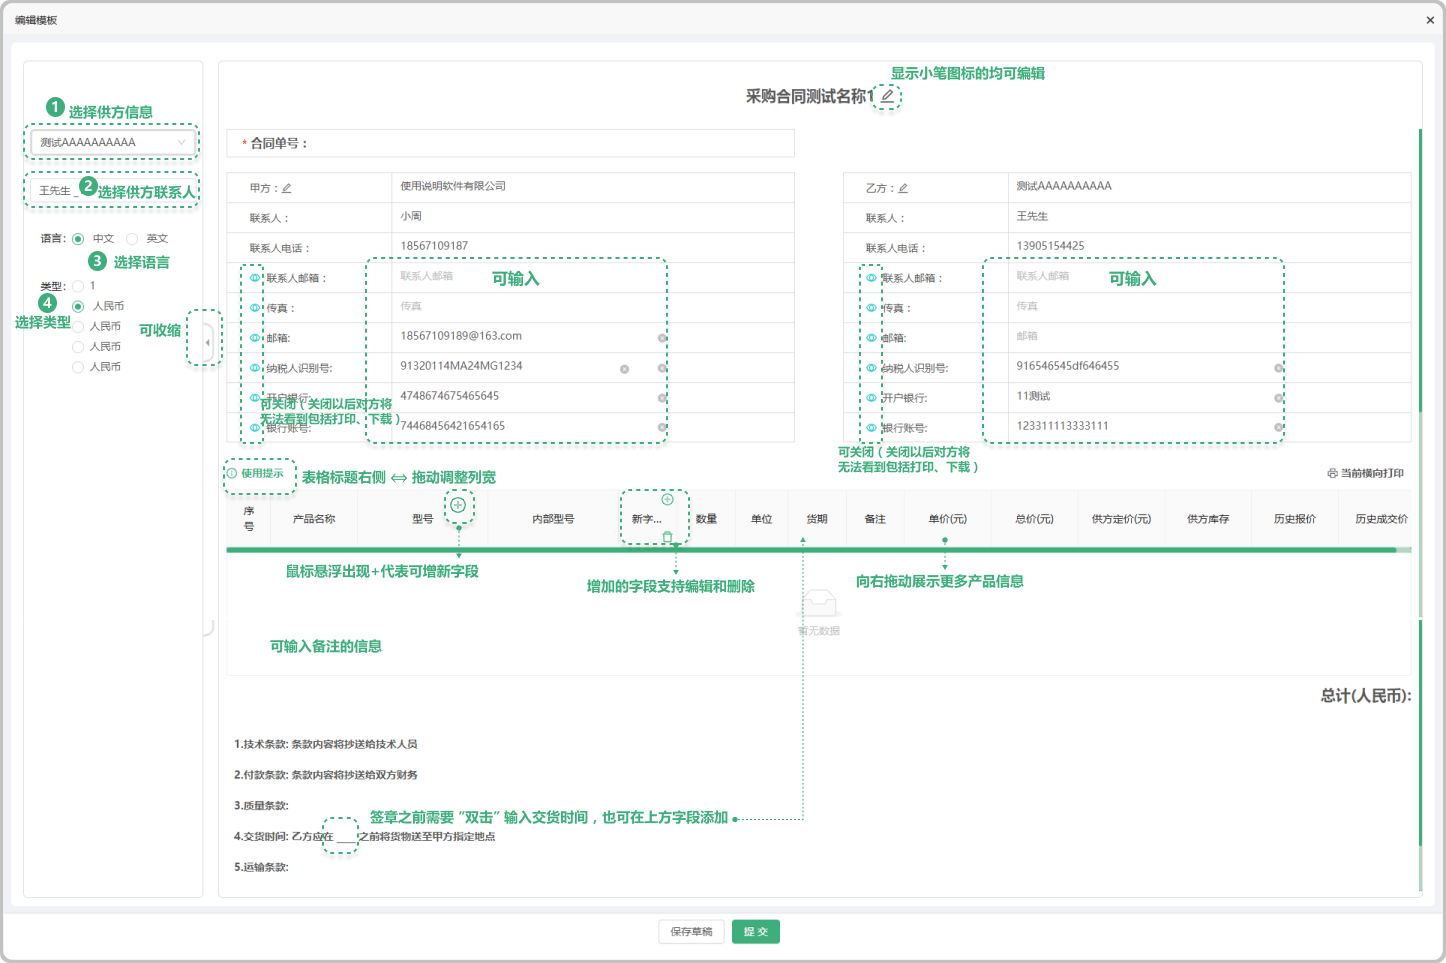 编辑模板
显示小笔图标的均可编辑
采购合同测试名称1
1 选择供方信息
测试AAAAAAAAAA
王先生 _
2 选择供方联系人
语言: 中文 英文
3 选择语言
类型: 1
4 人民币
选择类型 人民币
可收缩
人民币
人民币
* 合同单号：
甲方： 使用说明软件有限公司
联系人： 小周
联系人电话： 18567109187
联系人邮箱： 联系人邮箱 可输入
传真： 传真
邮箱: 18567109189@163.com
纳税人识别号: 91320114MA24MG1234
开户银行: 4748674675465645
可关闭（关闭以后对方将
无法看到包括打印、下载）
银行账号: 74468456421654165
乙方： 测试AAAAAAAAAA
联系人： 王先生
联系人电话： 13905154425
联系人邮箱： 联系人邮箱 可输入
传真： 传真
邮箱: 邮箱
纳税人识别号: 916546545df646455
开户银行: 11测试
银行账号: 123311113333111
可关闭（关闭以后对方将
无法看到包括打印、下载）
使用提示 表格标题右侧 ⇔ 拖动调整列宽
当前横向打印
序号 产品名称 型号 内部型号 新字... 数量 单位 货期 备注 单价(元) 总价(元) 供方定价(元) 供方库存 历史报价 历史成交价
鼠标悬浮出现+代表可增新字段
增加的字段支持编辑和删除
向右拖动展示更多产品信息
暂无数据
可输入备注的信息
总计(人民币):
1.技术条款: 条款内容将抄送给技术人员
2.付款条款: 条款内容将抄送给双方财务
3.质量条款:
签章之前需要 “双击” 输入交货时间，也可在上方字段添加
4.交货时间: 乙方应在 ____ 之前将货物送至甲方指定地点
5.运输条款:
保存草稿 提 交